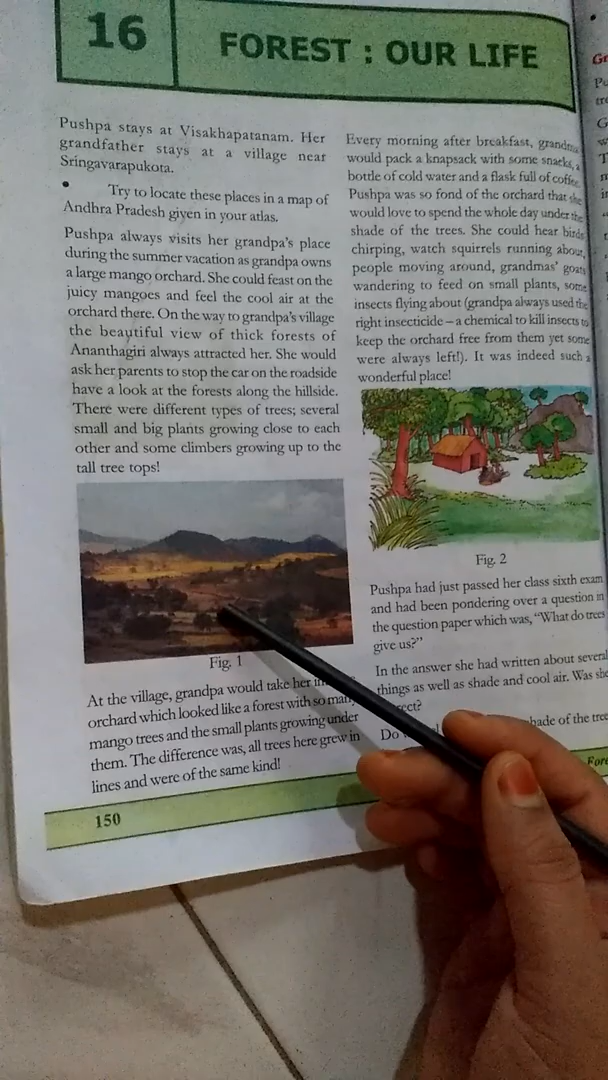 16
FOREST : OUR LIFE
Pushpa stays at Visakhapatanam. Her
grandfather stays at a village near
Sringavarapukota.
• Try to locate these places in a map of
Andhra Pradesh given in your atlas.
Pushpa always visits her grandpa's place
during the summer vacation as grandpa owns
a large mango orchard. She could feast on the
juicy mangoes and feel the cool air at the
orchard there. On the way to grandpa's village
the beautiful view of thick forests of
Ananthagiri always attracted her. She would
ask her parents to stop the car on the roadside
have a look at the forests along the hillside.
There were different types of trees; several
small and big plants growing close to each
other and some climbers growing up to the
tall tree tops!
Fig. 1
At the village, grandpa would take her
orchard which looked like a forest with so many
mango trees and the small plants growing under
them. The difference was, all trees here grew in
lines and were of the same kind!
150
Every morning after breakfast, grandma
would pack a knapsack with some snacks, a
bottle of cold water and a flask full of coffee.
Pushpa was so fond of the orchard that she
would love to spend the whole day under the
shade of the trees. She could hear birds
chirping, watch squirrels running about,
people moving around, grandmas' goats
wandering to feed on small plants, some
insects flying about (grandpa always used the
right insecticide – a chemical to kill insects to
keep the orchard free from them yet some
were always left!). It was indeed such a
wonderful place!
Fig. 2
Pushpa had just passed her class sixth exam
and had been pondering over a question in
the question paper which was, "What do trees
give us?"
In the answer she had written about several
things as well as shade and cool air. Was she
Do
of the tree